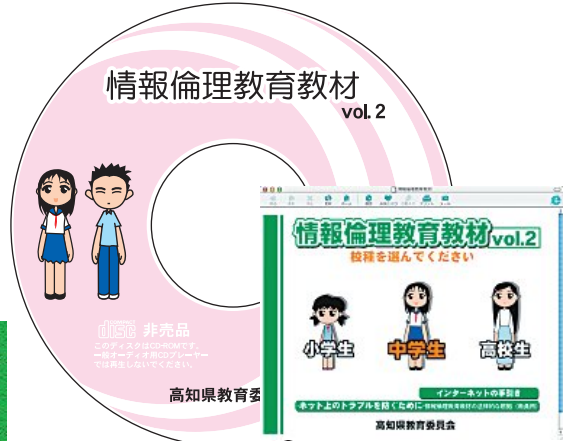 情報倫理教育教材
vol.2
disc 非売品
このディスクはCD-ROMです。
一般オーディオ用CDプレーヤー
では再生しないでください。
高知県教育委
情報倫理教育教材vol.2
校種を選んでください
小学生
中学生
高校生
インターネットの手引き
ネット上のトラブルを防ぐために
高知県教育委員会